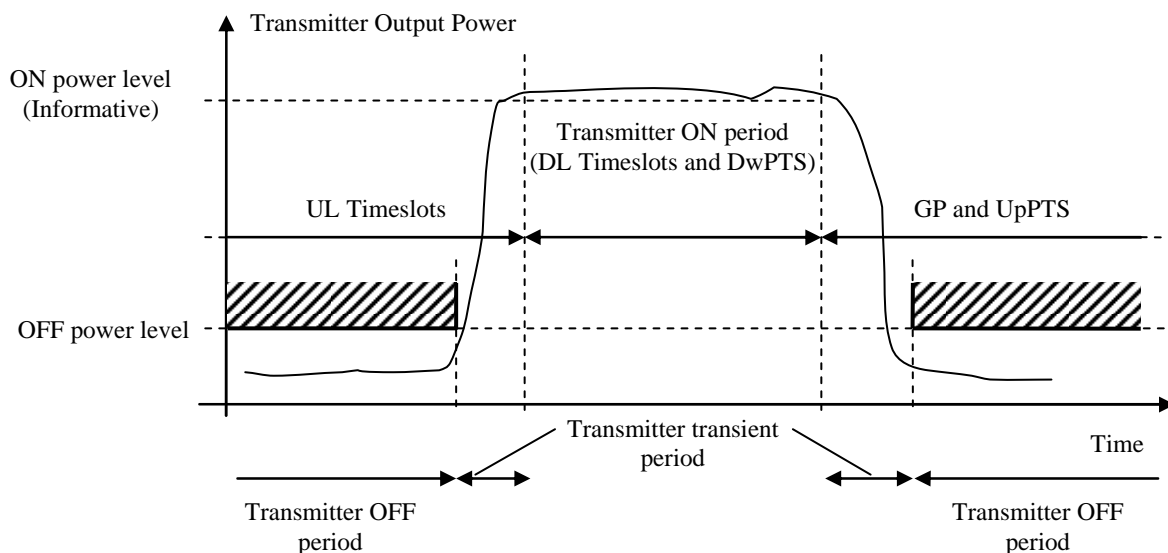 Transmitter Output Power
ON power level
(Informative)
Transmitter ON period
(DL Timeslots and DwPTS)
UL Timeslots
GP and UpPTS
OFF power level
Transmitter transient
period
Time
Transmitter OFF
period
Transmitter OFF
period